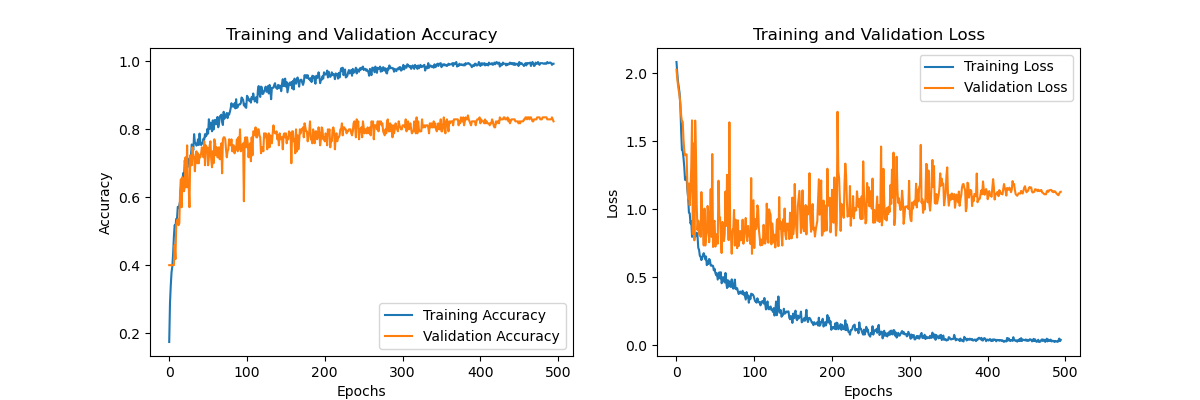 Training and Validation Accuracy
1.0
0.8
0.6
0.4
0.2
Accuracy
0
100
200
300
400
500
Epochs
Training Accuracy
Validation Accuracy
Training and Validation Loss
2.0
1.5
1.0
0.5
0.0
Loss
0
100
200
300
400
500
Epochs
Training Loss
Validation Loss